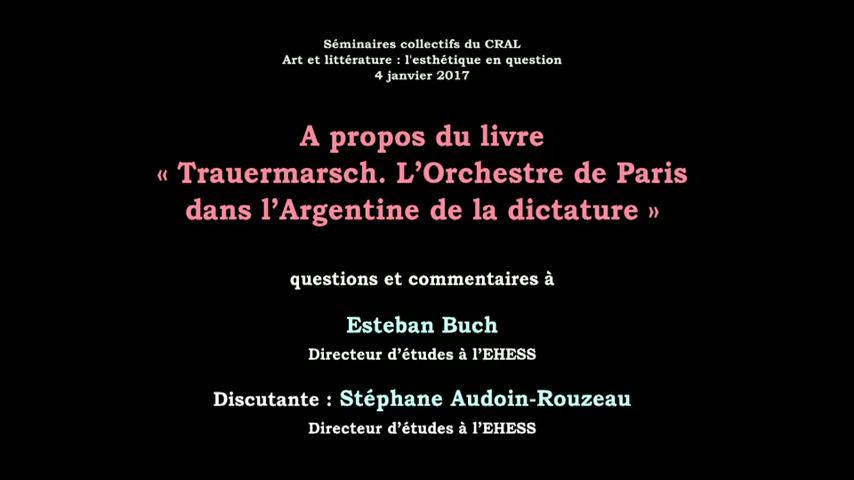 Séminaires collectifs du CRAL
Art et littérature : l'esthétique en question
4 janvier 2017
A propos du livre
« Trauermarsch. L’Orchestre de Paris
dans l’Argentine de la dictature »
questions et commentaires à
Esteban Buch
Directeur d’études à l’EHESS
Discutante : Stéphane Audoin-Rouzeau
Directeur d’études à l’EHESS